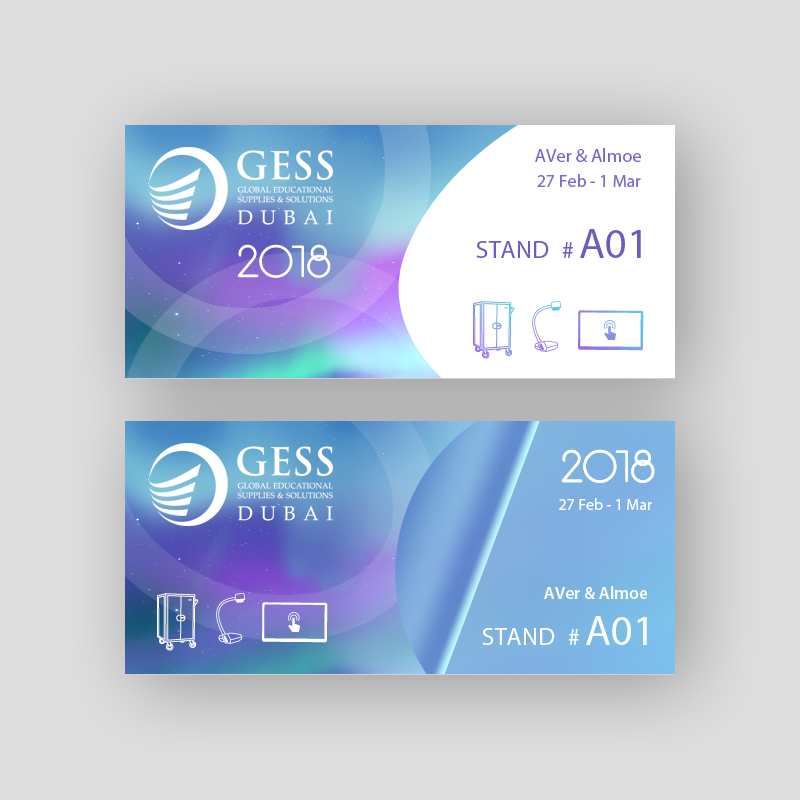 GESS
GLOBAL EDUCATIONAL
SUPPLIES & SOLUTIONS
DUBAI
2018
AVer & Almoe
27 Feb - 1 Mar
STAND # A01
GESS
GLOBAL EDUCATIONAL
SUPPLIES & SOLUTIONS
DUBAI
2018
27 Feb - 1 Mar
AVer & Almoe
STAND # A01